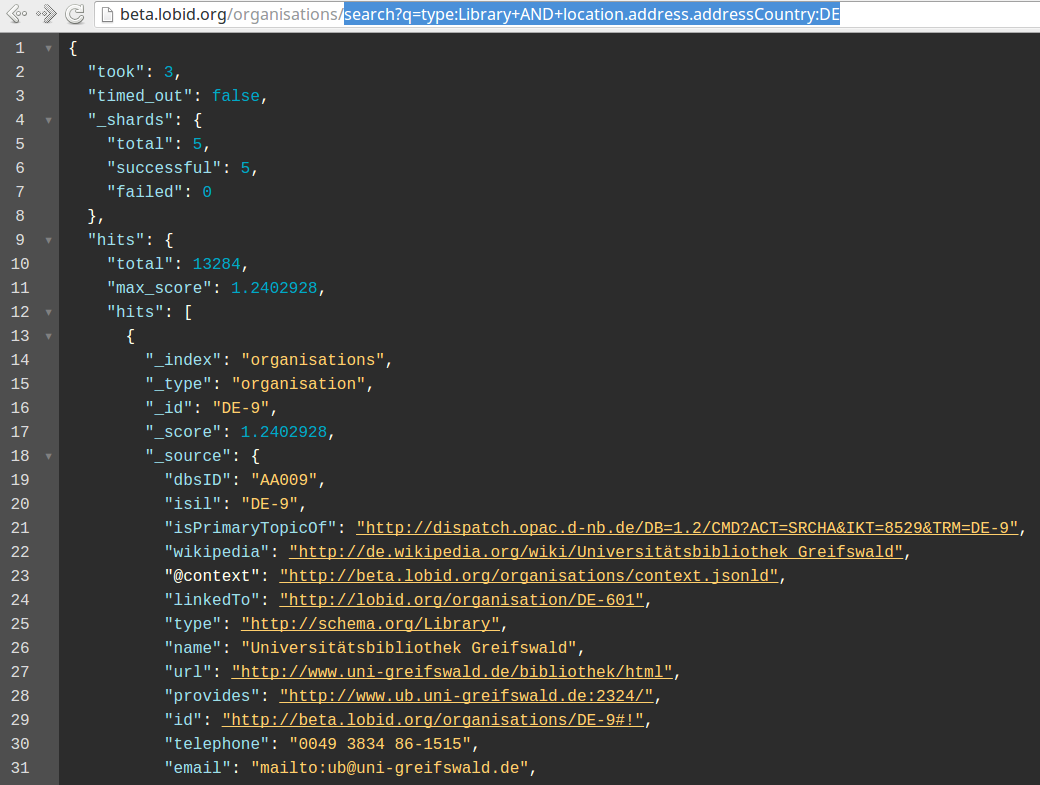 beta.lobid.org/organisations/search?q=type:Library+AND+location.address.addressCountry:DE
1 {
2 "took": 3,
3 "timed_out": false,
4 "_shards": {
5 "total": 5,
6 "successful": 5,
7 "failed": 0
8 },
9 "hits": {
10 "total": 13284,
11 "max_score": 1.2402928,
12 "hits": [
13 {
14 "_index": "organisations",
15 "_type": "organisation",
16 "_id": "DE-9",
17 "_score": 1.2402928,
18 "_source": {
19 "dbsID": "AA009",
20 "isil": "DE-9",
21 "isPrimaryTopicOf": "http://dispatch.opac.d-nb.de/DB=1.2/CMD?ACT=SRCHA&IKT=8529&TRM=DE-9",
22 "wikipedia": "http://de.wikipedia.org/wiki/Universitätsbibliothek_Greifswald",
23 "@context": "http://beta.lobid.org/organisations/context.jsonld",
24 "linkedTo": "http://lobid.org/organisation/DE-601",
25 "type": "http://schema.org/Library",
26 "name": "Universitätsbibliothek Greifswald",
27 "url": "http://www.uni-greifswald.de/bibliothek/html",
28 "provides": "http://www.ub.uni-greifswald.de:2324/",
29 "id": "http://beta.lobid.org/organisations/DE-9#!",
30 "telephone": "0049 3834 86-1515",
31 "email": "mailto:ub@uni-greifswald.de",